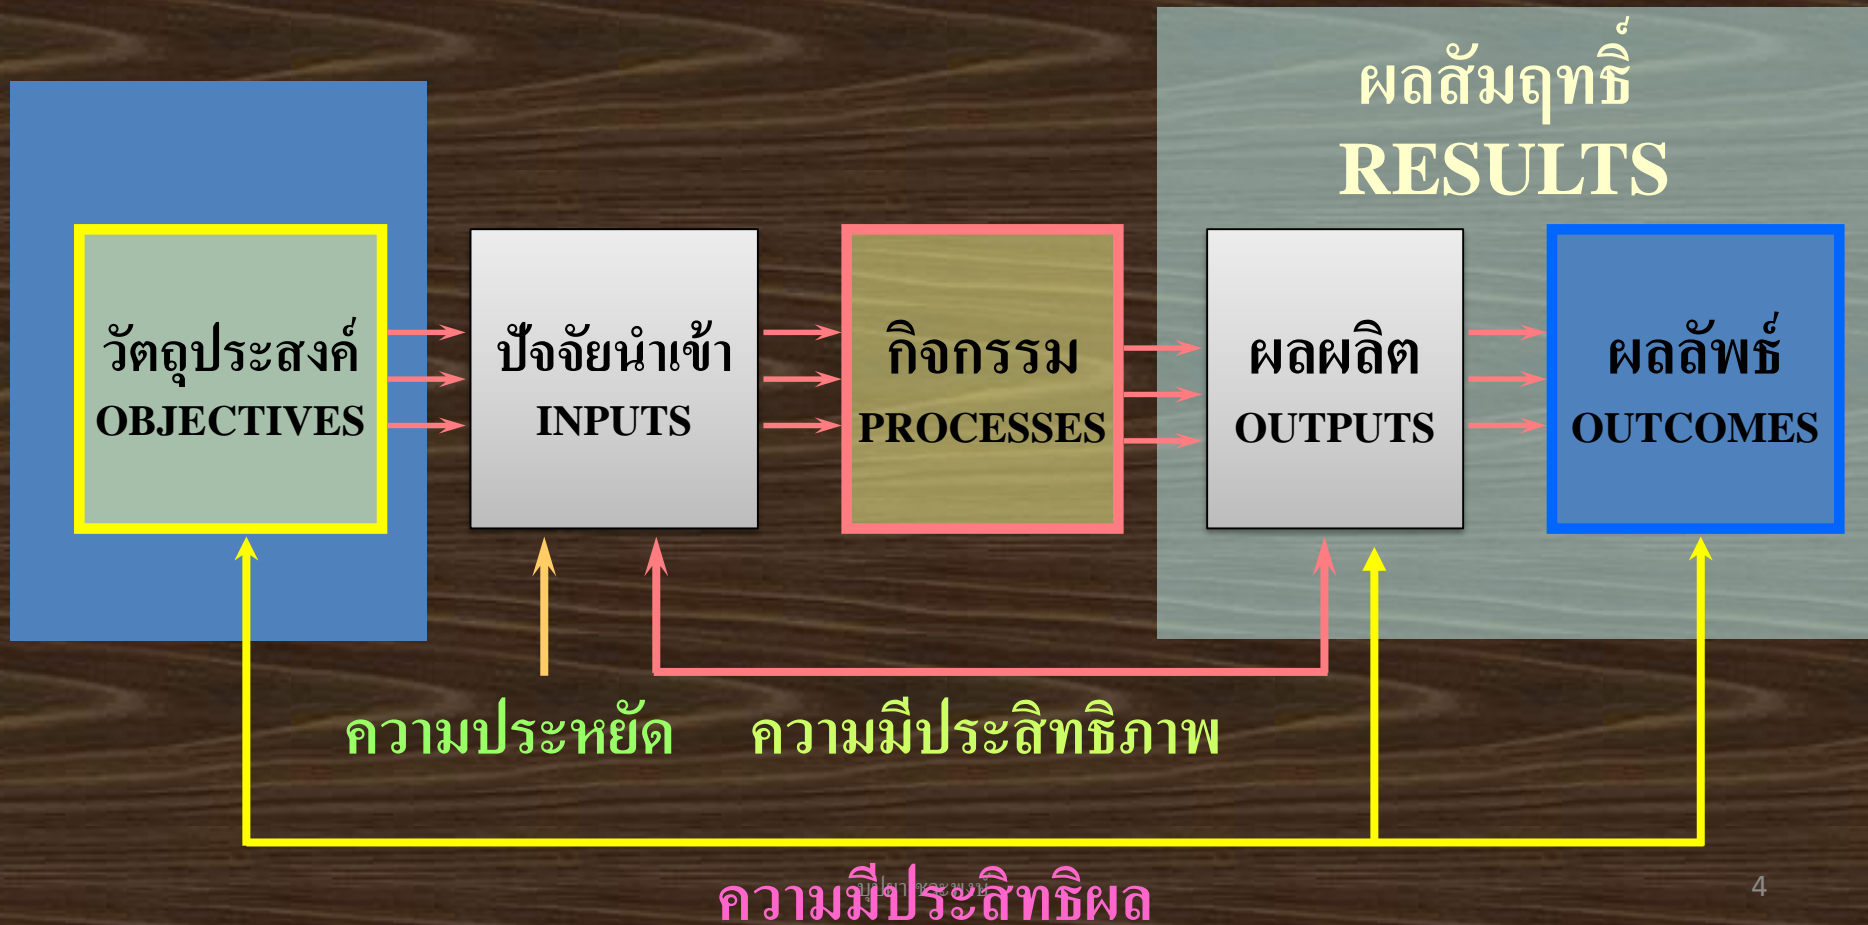 ผลสัมฤทธิ์
RESULTS
วัตถุประสงค์
OBJECTIVES
ปัจจัยนำเข้า
INPUTS
กิจกรรม
PROCESSES
ผลผลิต
OUTPUTS
ผลลัพธ์
OUTCOMES
ความประหยัด
ความมีประสิทธิภาพ
ความมีประสิทธิผล
4